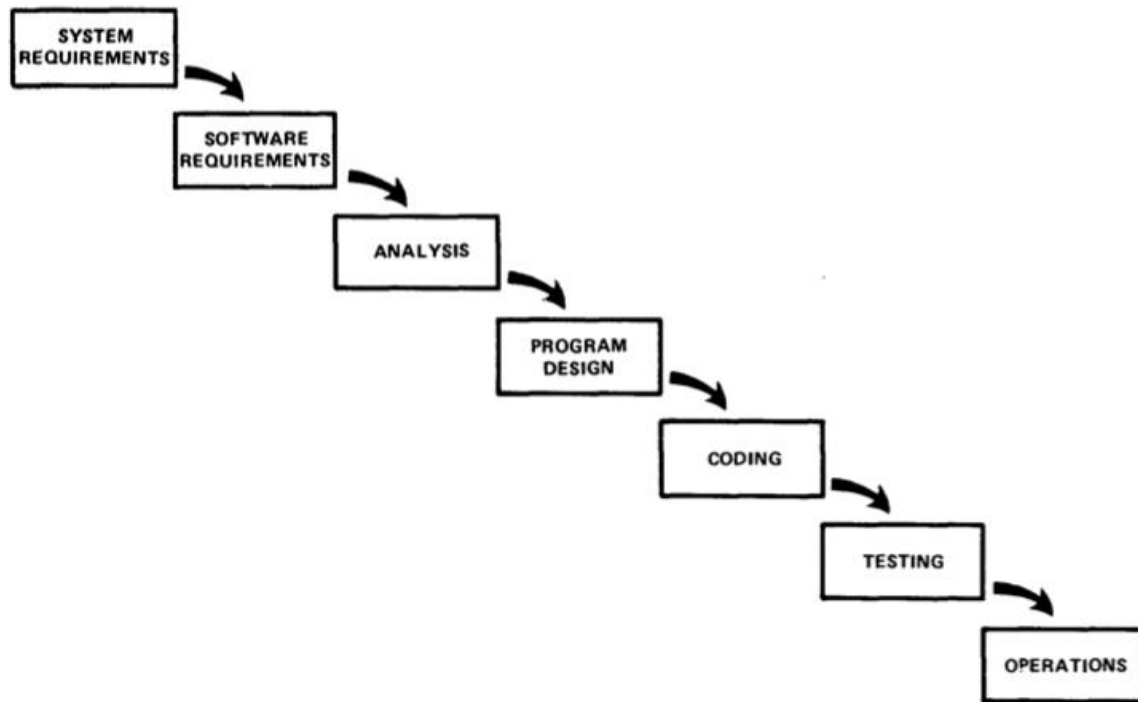 SYSTEM
REQUIREMENTS
SOFTWARE
REQUIREMENTS
ANALYSIS
PROGRAM
DESIGN
CODING
TESTING
OPERATIONS